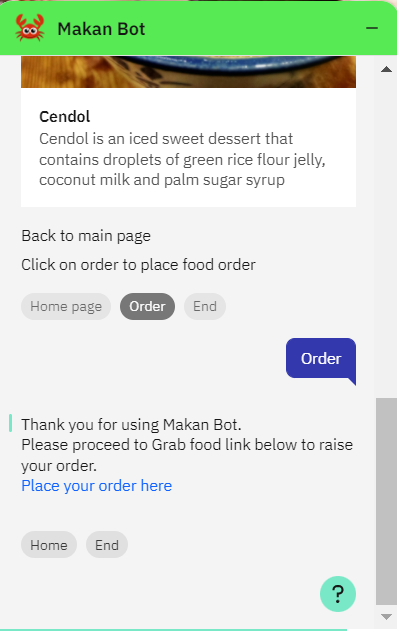 Makan Bot
Cendol
Cendol is an iced sweet dessert that
contains droplets of green rice flour jelly,
coconut milk and palm sugar syrup
Back to main page
Click on order to place food order
Home page Order End
Order
Thank you for using Makan Bot.
Please proceed to Grab food link below to raise
your order.
Place your order here
Home End
?